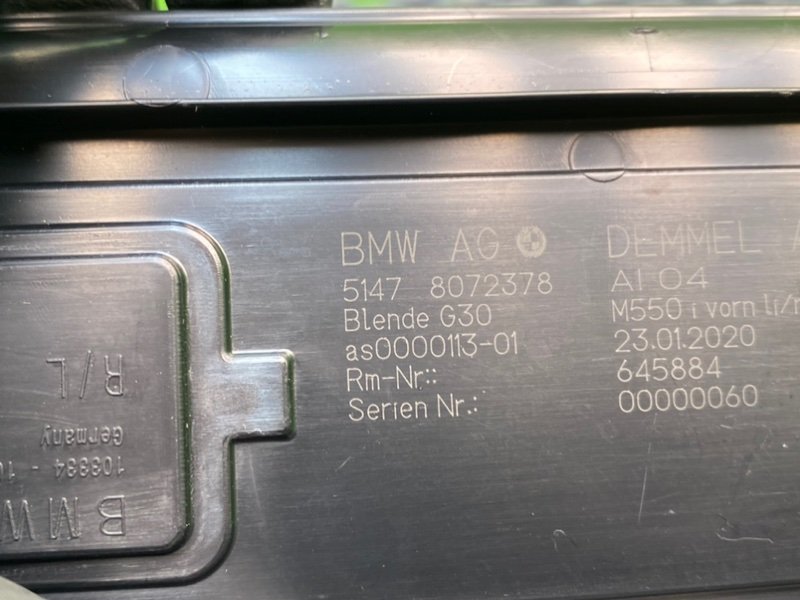 BMW AG
5147 8072378
Blende G30
as0000113-01
Rm-Nr.:
Serien Nr.:
DEMMEL
AI 04
M550 i vorn li/r
23.01.2020
645884
00000060
R/L
Germany
BMW